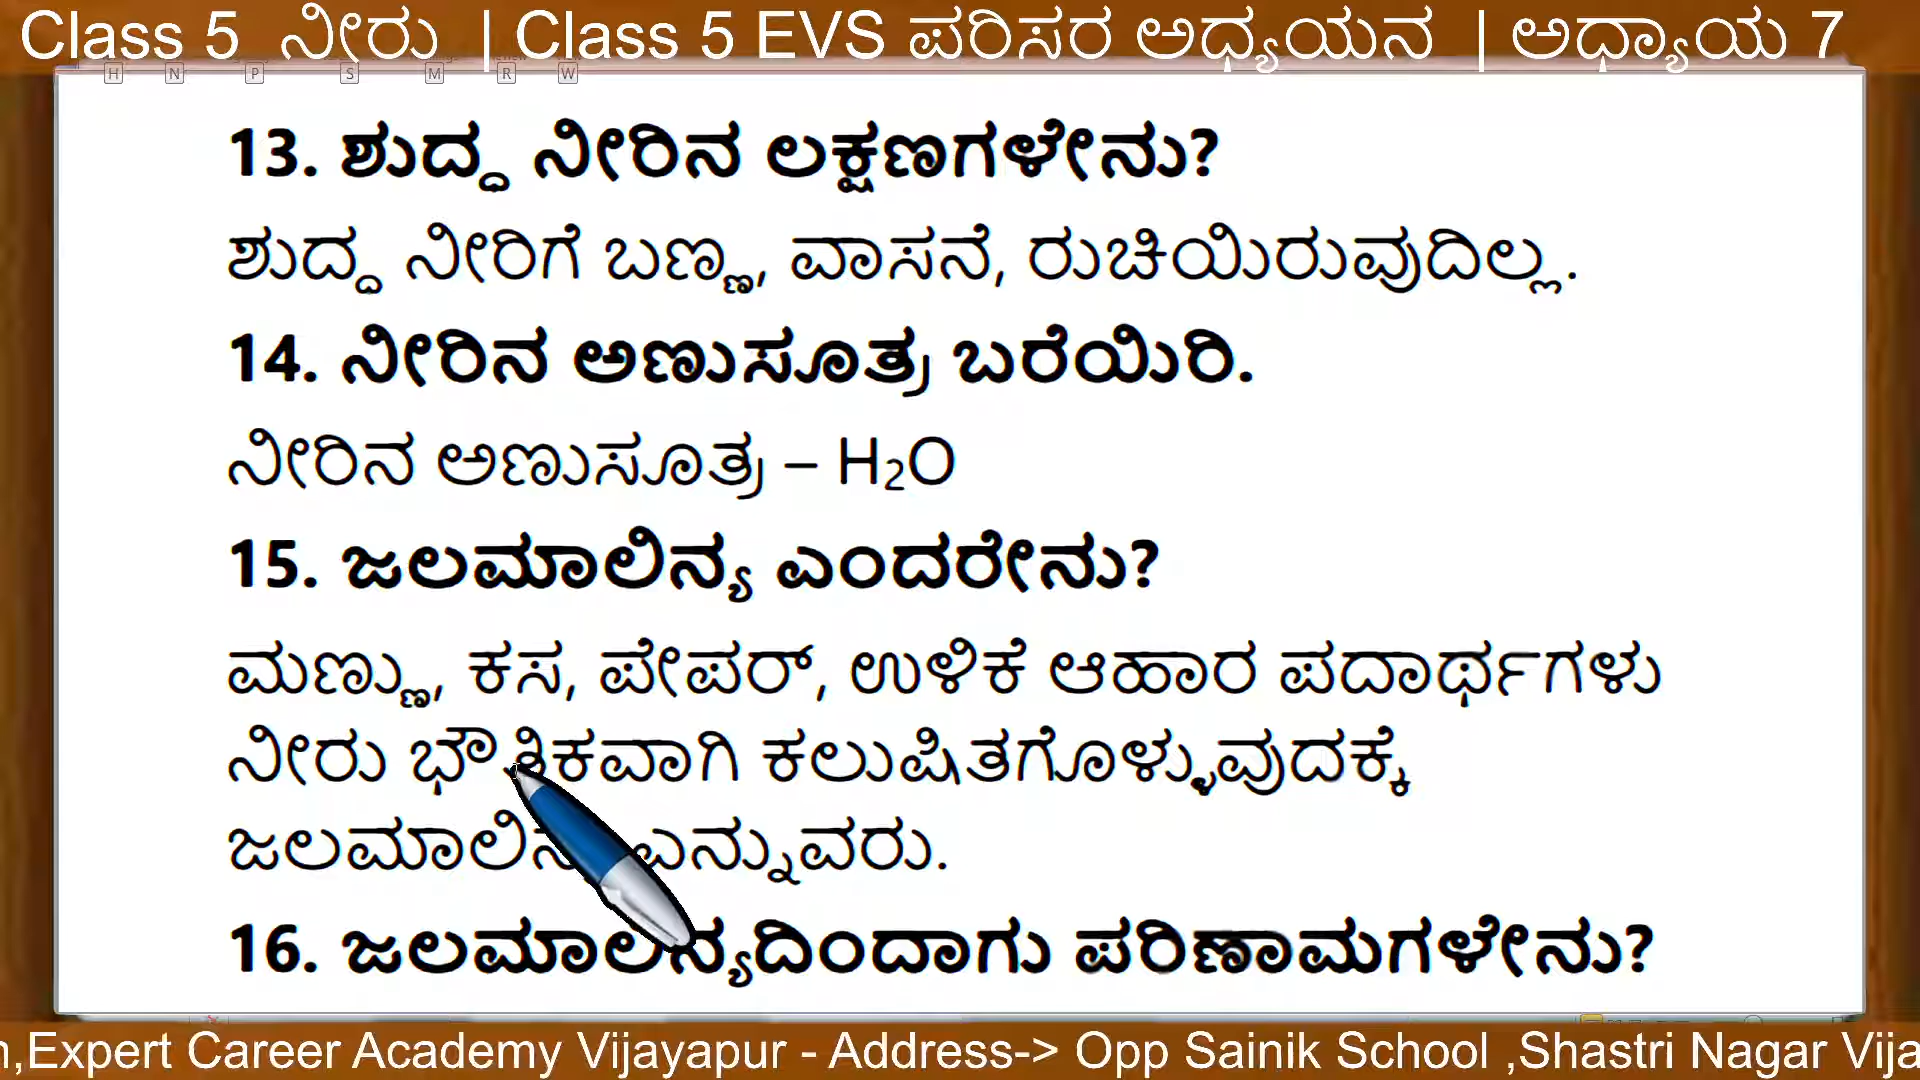 Class 5 ನೀರು | Class 5 EVS ಪರಿಸರ ಅಧ್ಯಯನ | ಅಧ್ಯಾಯ 7
H N P S M R W
13. ಶುದ್ದ ನೀರಿನ ಲಕ್ಷಣಗಳೇನು?
ಶುದ್ದ ನೀರಿಗೆ ಬಣ್ಣ, ವಾಸನೆ, ರುಚಿಯಿರುವುದಿಲ್ಲ.
14. ನೀರಿನ ಅಣುಸೂತ್ರ ಬರೆಯಿರಿ.
ನೀರಿನ ಅಣುಸೂತ್ರ – H₂O
15. ಜಲಮಾಲಿನ್ಯ ಎಂದರೇನು?
ಮಣ್ಣು, ಕಸ, ಪೇಪರ್, ಉಳಿಕೆ ಆಹಾರ ಪದಾರ್ಥಗಳು
ನೀರು ಭೌತಿಕವಾಗಿ ಕಲುಷಿತಗೊಳ್ಳುವುದಕ್ಕೆ
ಜಲಮಾಲಿನ್ಯ ಎನ್ನುವರು.
16. ಜಲಮಾಲಿನ್ಯದಿಂದಾಗು ಪರಿಣಾಮಗಳೇನು?
,Expert Career Academy Vijayapur - Address-> Opp Sainik School ,Shastri Nagar Vija